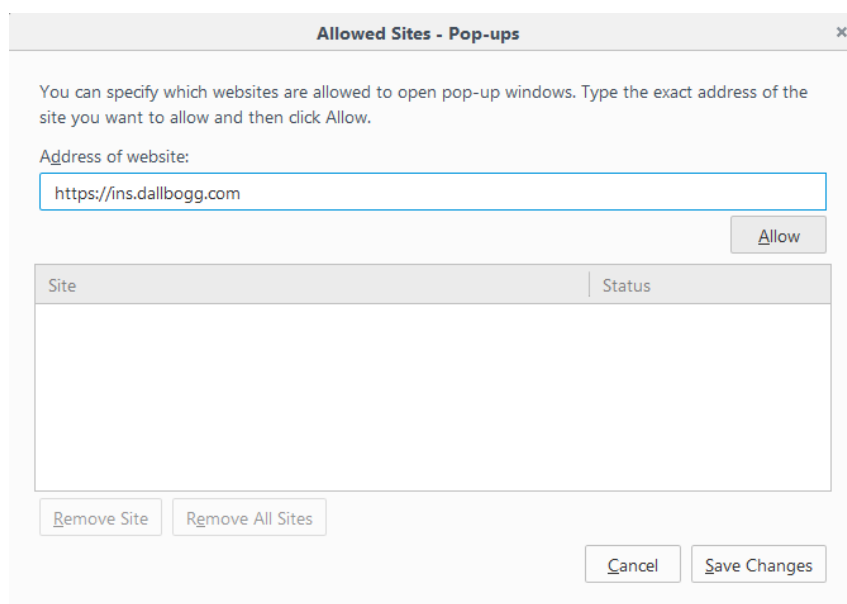 Allowed Sites - Pop-ups
You can specify which websites are allowed to open pop-up windows. Type the exact address of the
site you want to allow and then click Allow.
Address of website:
https://ins.dallbogg.com
Allow
Site Status
Remove Site Remove All Sites
Cancel Save Changes